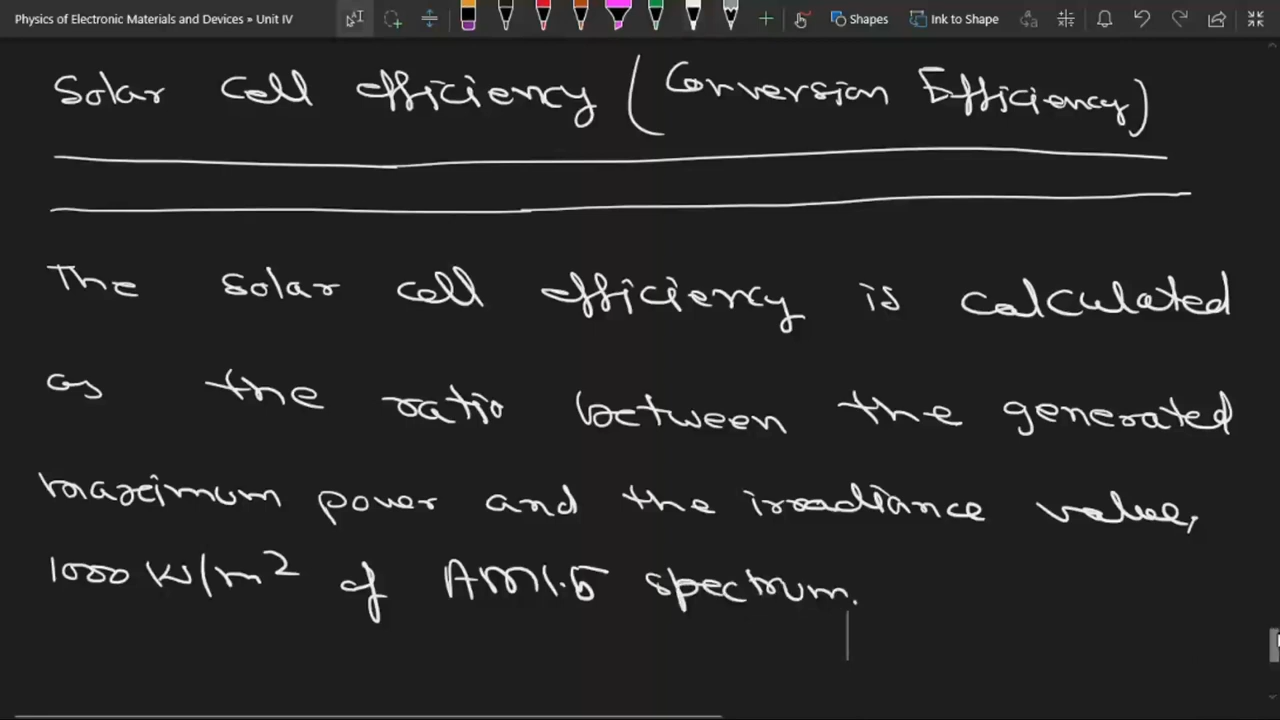 Physics of Electronic Materials and Devices » Unit IV
Shapes
Ink to Shape
Solar cell efficiency (Conversion Efficiency)
The solar cell efficiency is calculated
as the ratio between the generated
maximum power and the irradiance value,
1000 KW/m² of AM1.5 spectrum.